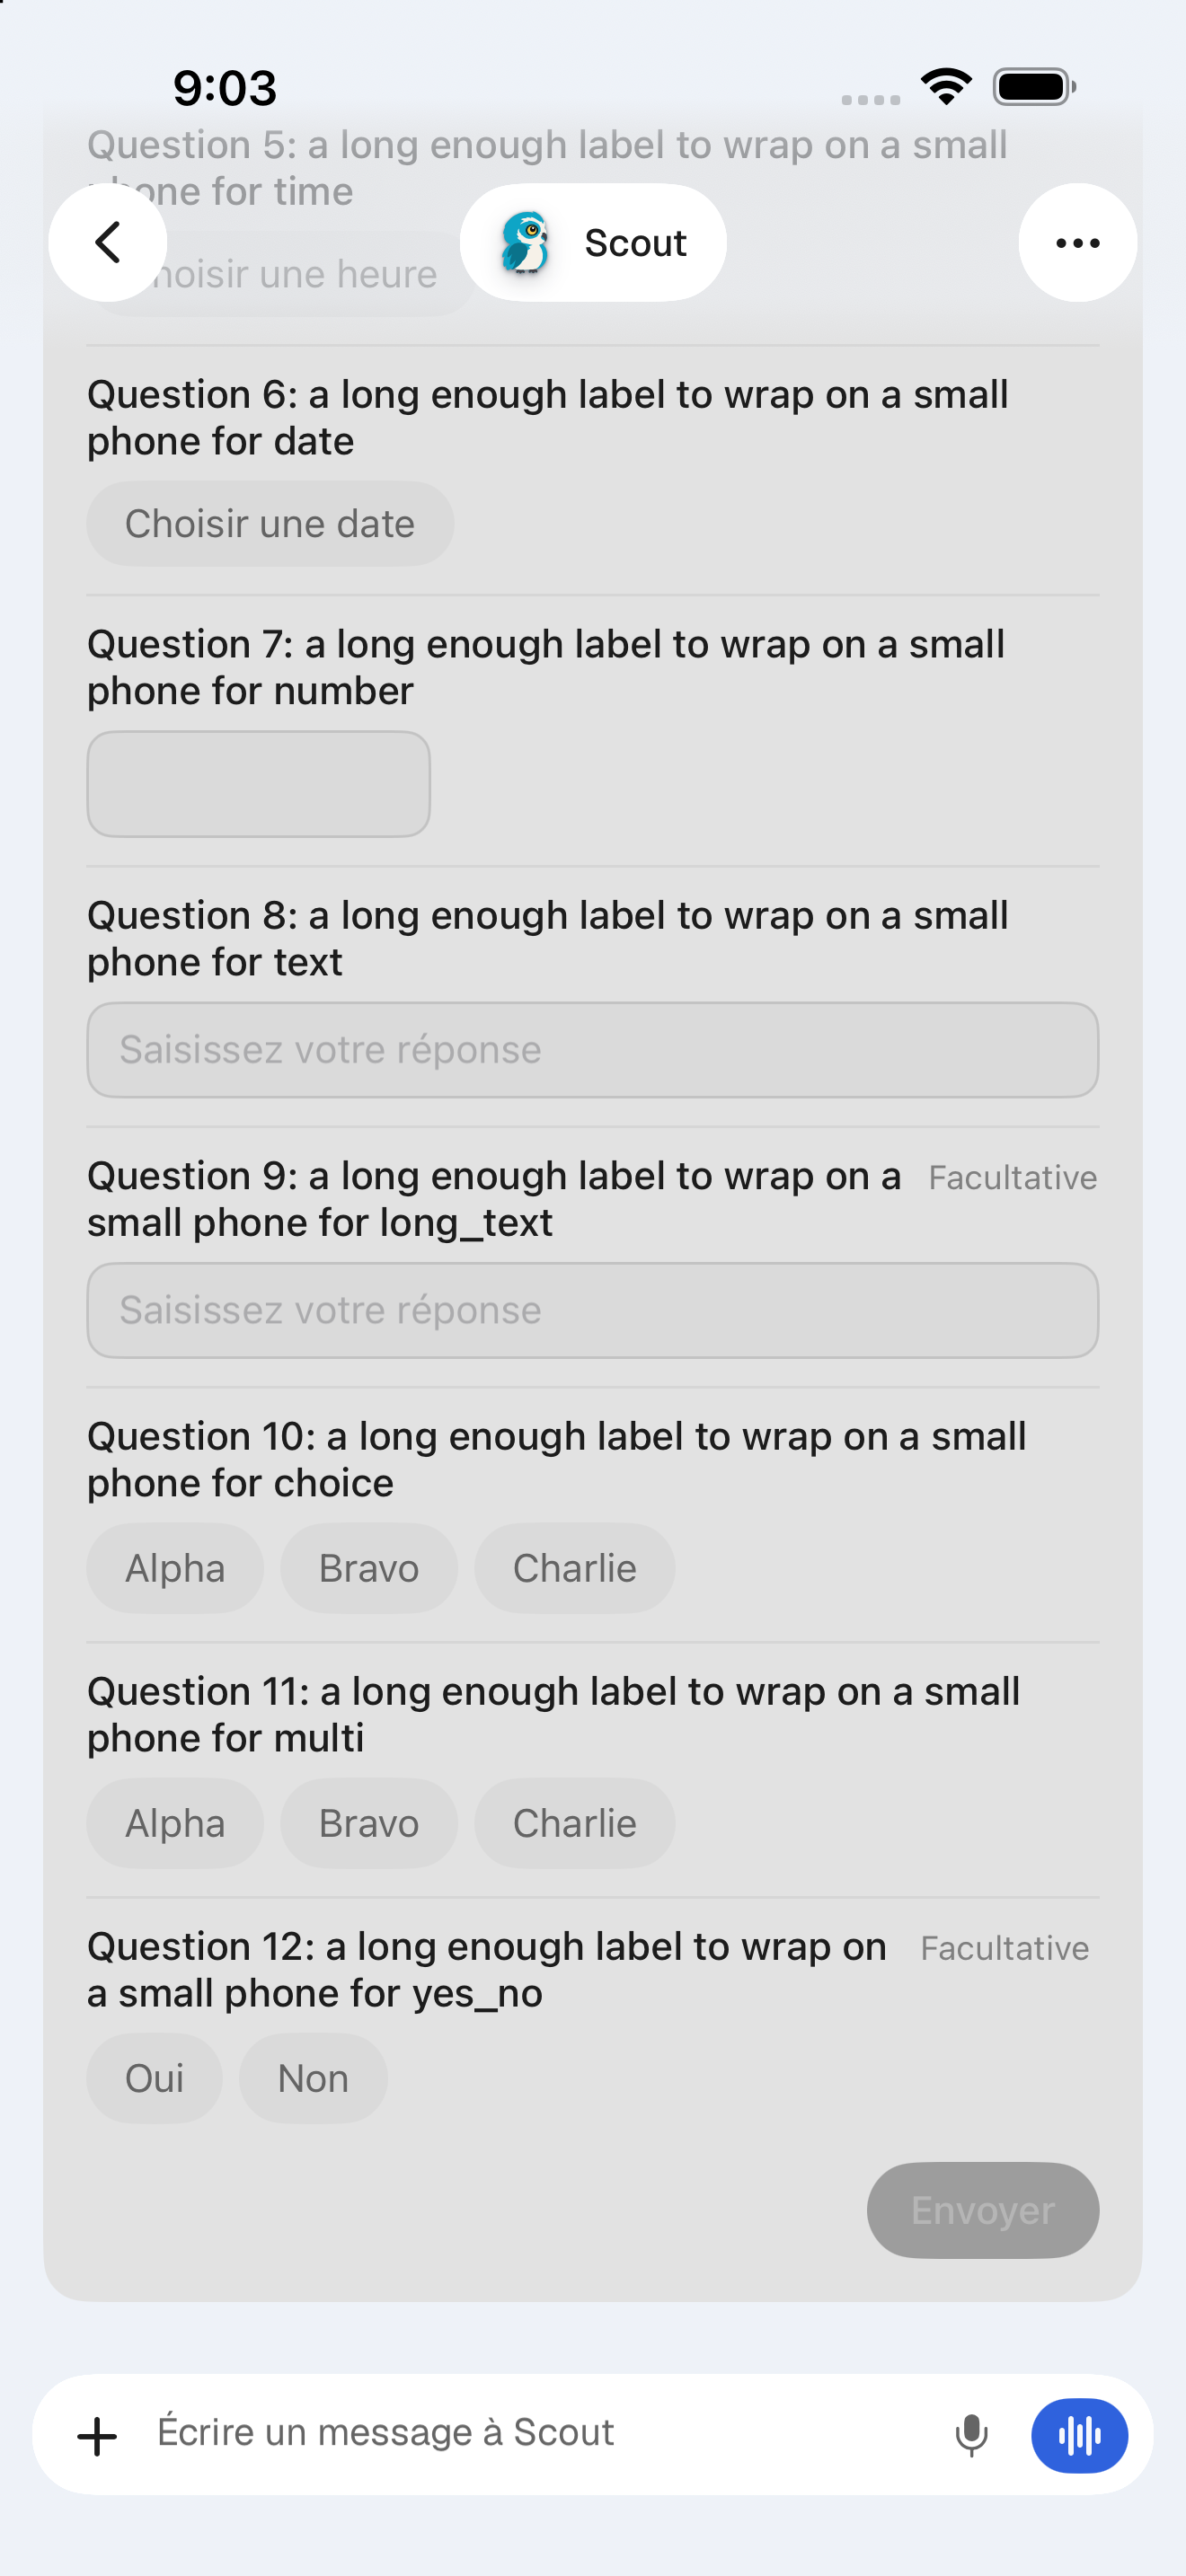 9:03
Question 5: a long enough label to wrap on a small
phone for time
Scout
choisir une heure
Question 6: a long enough label to wrap on a small
phone for date
Choisir une date
Question 7: a long enough label to wrap on a small
phone for number
Question 8: a long enough label to wrap on a small
phone for text
Saisissez votre réponse
Question 9: a long enough label to wrap on a
Facultative
small phone for long_text
Saisissez votre réponse
Question 10: a long enough label to wrap on a small
phone for choice
Alpha
Bravo
Charlie
Question 11: a long enough label to wrap on a small
phone for multi
Alpha
Bravo
Charlie
Question 12: a long enough label to wrap on
Facultative
a small phone for yes_no
Oui
Non
Envoyer
Écrire un message à Scout